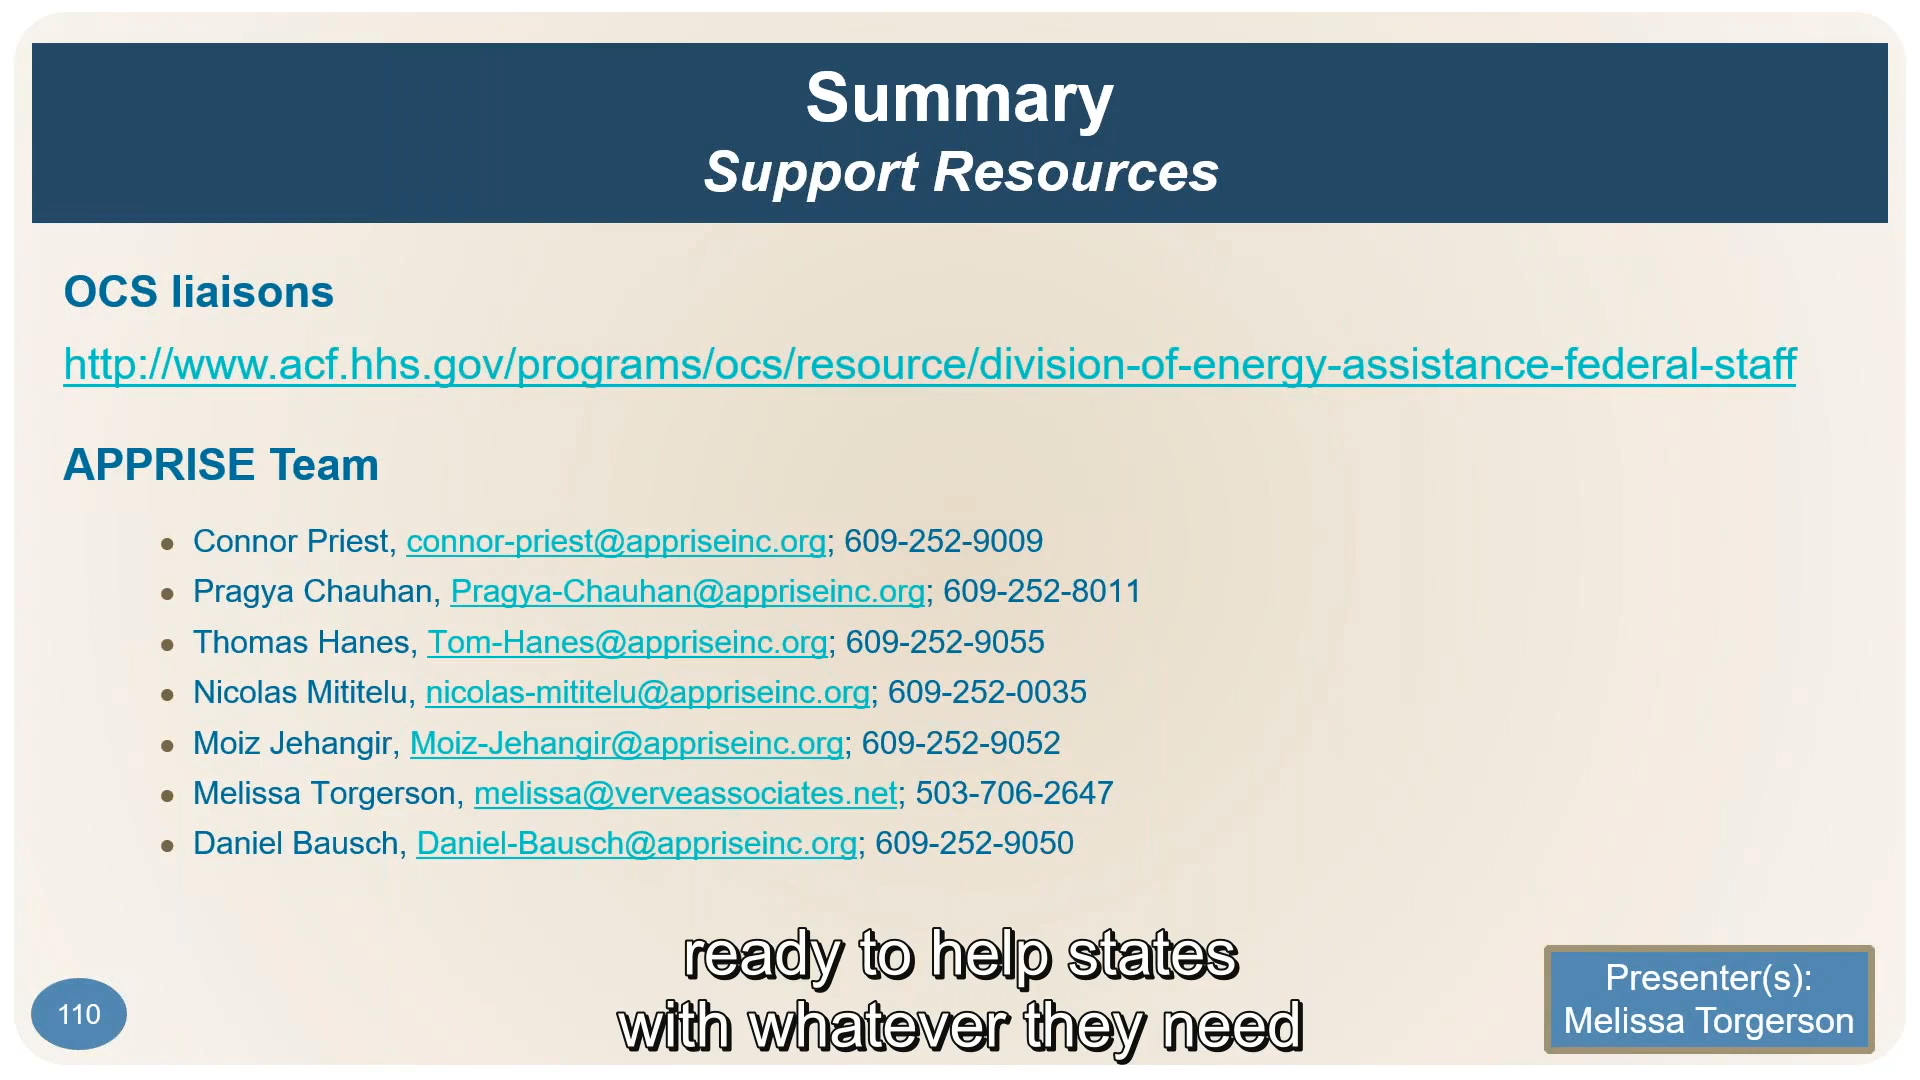 Summary
Support Resources
OCS liaisons
http://www.acf.hhs.gov/programs/ocs/resource/division-of-energy-assistance-federal-staff
APPRISE Team
• Connor Priest, connor-priest@appriseinc.org; 609-252-9009
• Pragya Chauhan, Pragya-Chauhan@appriseinc.org; 609-252-8011
• Thomas Hanes, Tom-Hanes@appriseinc.org; 609-252-9055
• Nicolas Mititelu, nicolas-mititelu@appriseinc.org; 609-252-0035
• Moiz Jehangir, Moiz-Jehangir@appriseinc.org; 609-252-9052
• Melissa Torgerson, melissa@verveassociates.net; 503-706-2647
• Daniel Bausch, Daniel-Bausch@appriseinc.org; 609-252-9050
ready to help states
with whatever they need
110
Presenter(s):
Melissa Torgerson